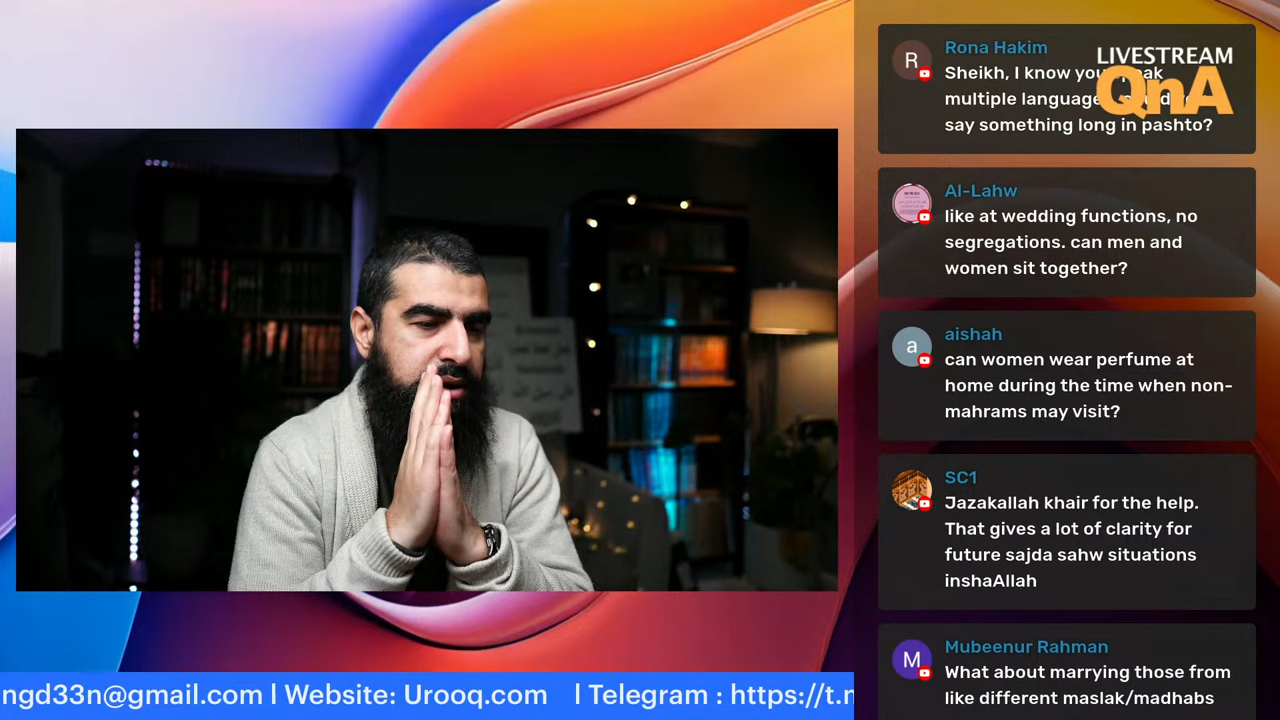 Rona Hakim
Sheikh, I know you
multiple
say something long in pashto?
LIVESTREAM
QnA
Al-Lahw
like at wedding functions, no
segregations. can men and
women sit together?
aishah
can women wear perfume at
home during the time when non-
mahrams may visit?
SC1
Jazakallah khair for the help.
That gives a lot of clarity for
future sajda sahw situations
inshaAllah
Mubeenur Rahman
What about marrying those from
like different maslak/madhabs
ngd33n@gmail.com l Website: Urooq.com l Telegram : https://t.m
R
a
M